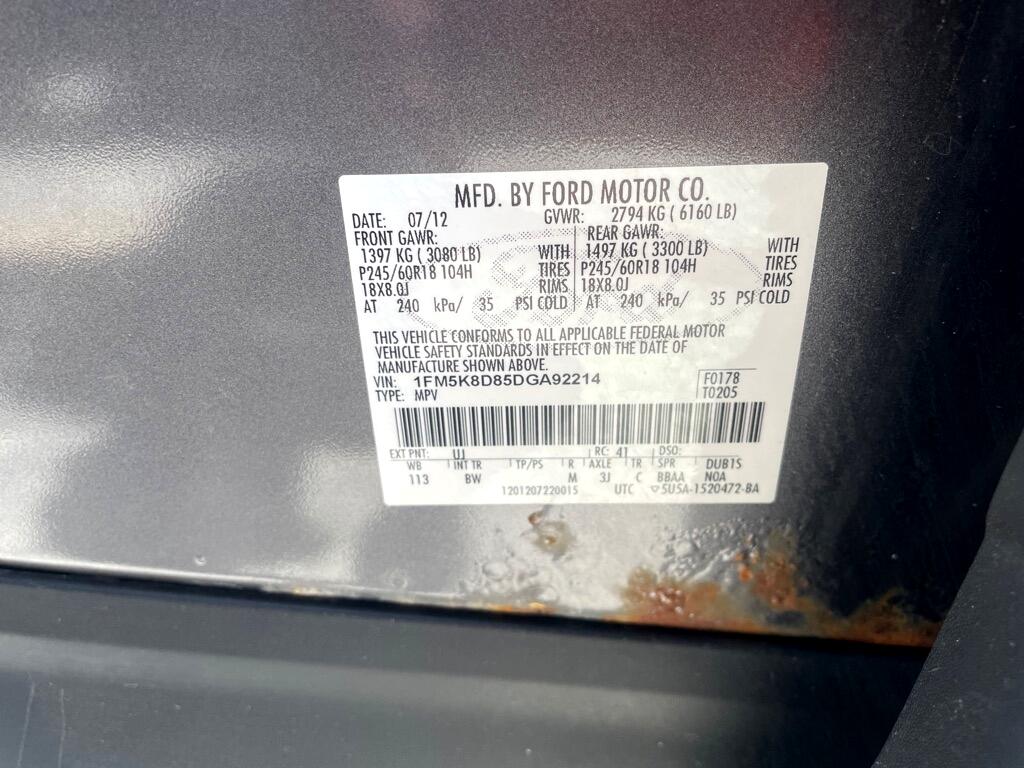 MFD. BY FORD MOTOR CO.
DATE: 07/12 GVWR: 2794 KG ( 6160 LB)
FRONT GAWR: REAR GAWR:
1397 KG ( 3080 LB) WITH 1497 KG ( 3300 LB) WITH
P245/60R18 104H TIRES P245/60R18 104H TIRES
18X8.0J RIMS 18X8.0J RIMS
AT 240 kPa/ 35 PSI COLD AT 240 kPa/ 35 PSI COLD
THIS VEHICLE CONFORMS TO ALL APPLICABLE FEDERAL MOTOR
VEHICLE SAFETY STANDARDS IN EFFECT ON THE DATE OF
MANUFACTURE SHOWN ABOVE.
VIN: 1FM5K8D85DGA92214 F0178
TYPE: MPV T0205
EXT PNT: UJ RC: 41 DSO:
WB INT TR TP/PS R AXLE TR SPR DUB1S
113 BW M 3J C BBAA NOA
1201207220015 UTC 5U5A-1520472-BA